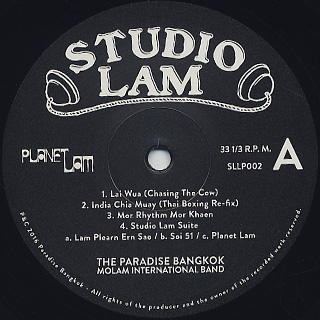 STUDIO
LAM
PLANET LAM
33 1/3 R.P.M.
SLLP002
A
1. Lai Wua (Chasing The Cow)
2. India Chia Muay (Thai Boxing Re-fix)
3. Mor Rhythm Mor Khaen
4. Studio Lam Suite
a. Lam Plearn Ern Sao / b. Soi 51 / c. Planet Lam
THE PARADISE BANGKOK
MOLAM INTERNATIONAL BAND
P&C 2016 Paradise Bangkok - All rights of the producer and the owner of the recorded work reserved.